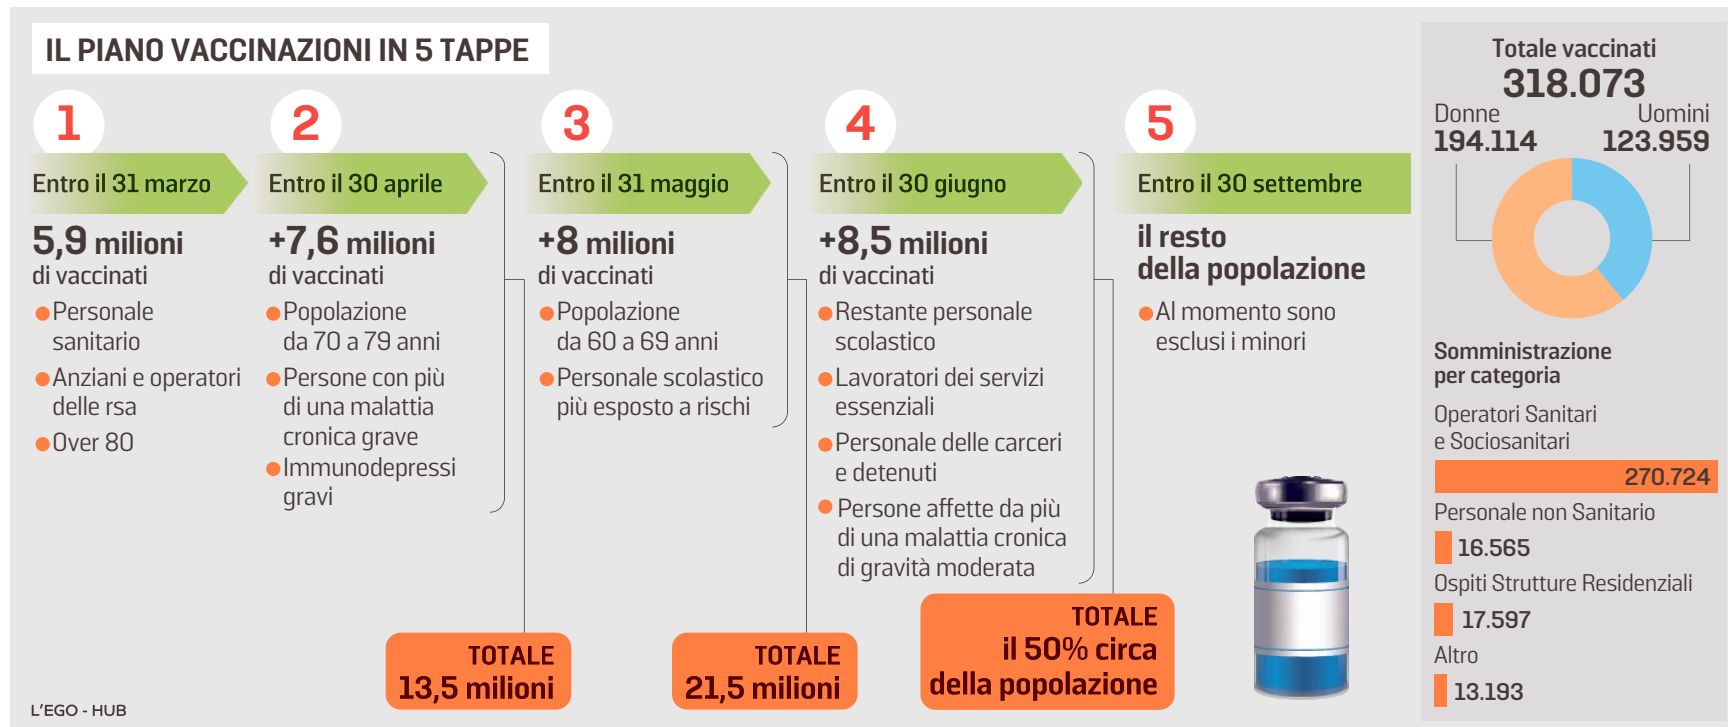 IL PIANO VACCINAZIONI IN 5 TAPPE
1
Entro il 31 marzo
5,9 milioni
di vaccinati
Personale
sanitario
Anziani e operatori
delle rsa
Over 80
2
Entro il 30 aprile
+7,6 milioni
di vaccinati
Popolazione
da 70 a 79 anni
Persone con più
di una malattia
cronica grave
Immunodepressi
gravi
TOTALE
13,5 milioni
3
Entro il 31 maggio
+8 milioni
di vaccinati
Popolazione
da 60 a 69 anni
Personale scolastico
più esposto a rischi
TOTALE
21,5 milioni
4
Entro il 30 giugno
+8,5 milioni
di vaccinati
Restante personale
scolastico
Lavoratori dei servizi
essenziali
Personale delle carceri
e detenuti
Persone affette da più
di una malattia cronica
di gravità moderata
TOTALE
il 50% circa
della popolazione
5
Entro il 30 settembre
il resto
della popolazione
Al momento sono
esclusi i minori
Totale vaccinati
318.073
Donne
194.114
Uomini
123.959
Somministrazione
per categoria
Operatori Sanitari
e Sociosanitari
270.724
Personale non Sanitario
16.565
Ospiti Strutture Residenziali
17.597
Altro
13.193
L'EGO - HUB